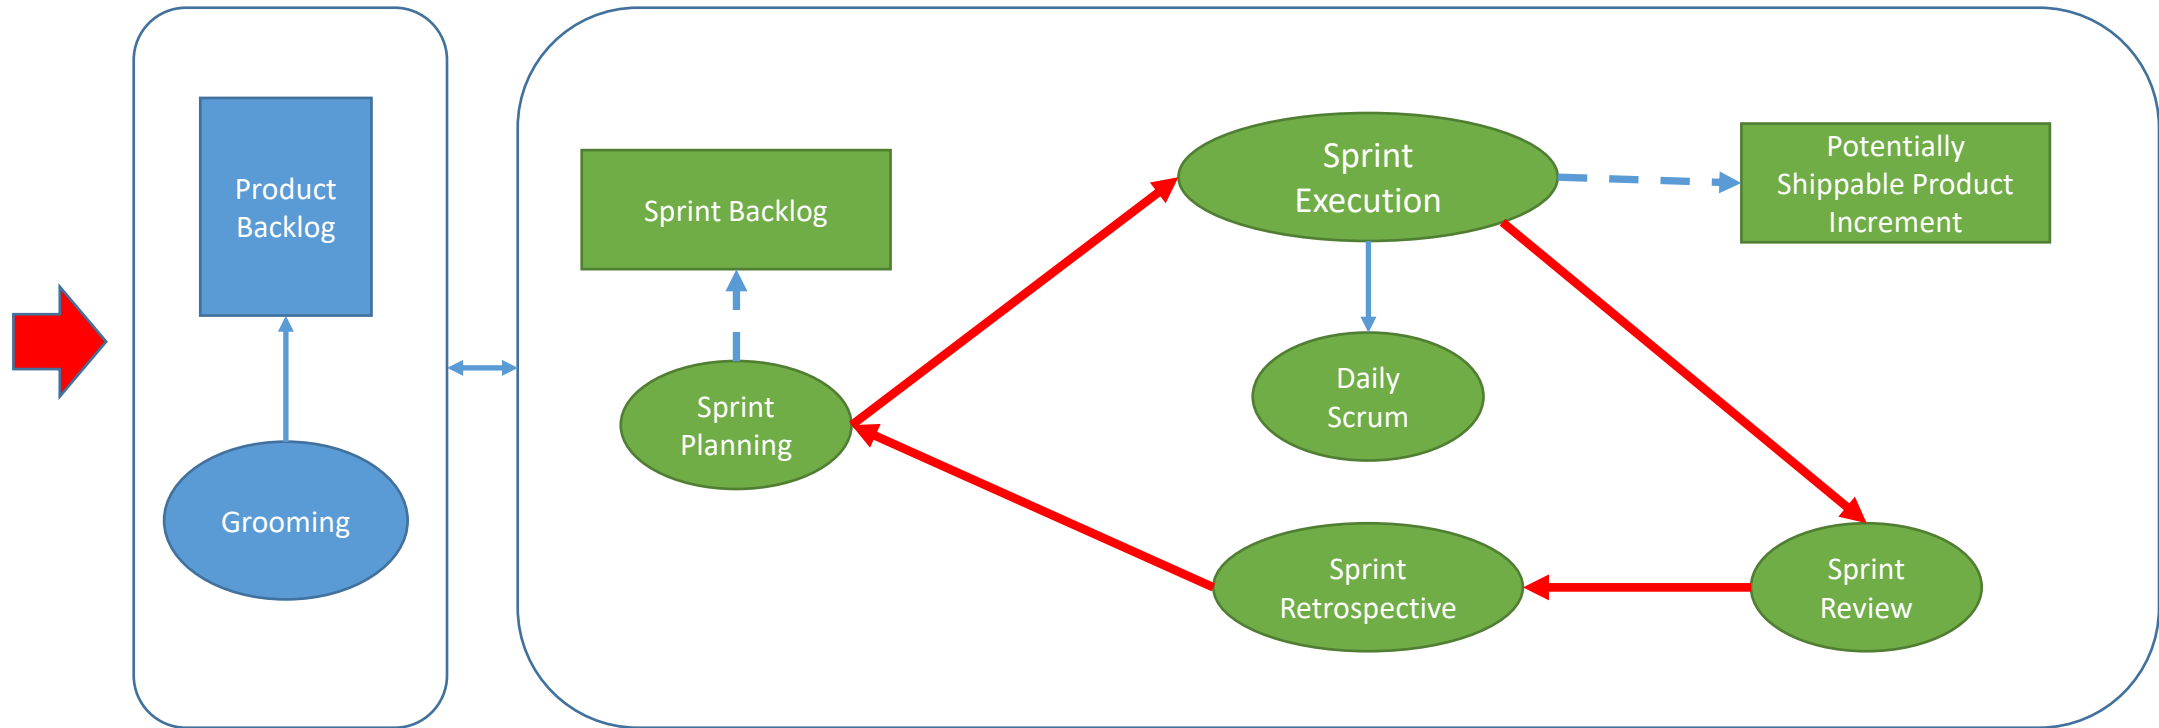 Product
Backlog
Grooming
Sprint Backlog
Sprint
Planning
Sprint
Execution
Daily
Scrum
Potentially
Shippable Product
Increment
Sprint
Retrospective
Sprint
Review